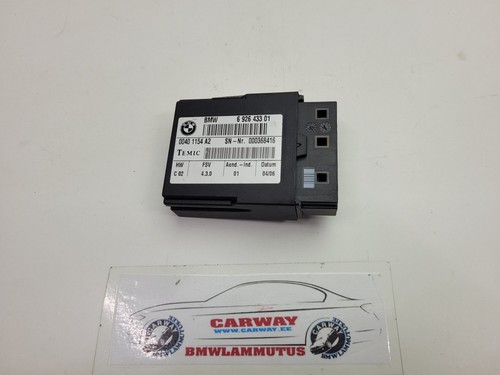 BMW 6 926 433 01
0040 1154 A2 SN-Nr. 000368416
TEMIC
HW FSV Aend.-Ind. Datum
C 02 4.3.0 01 04/06
CARWAY
WWW.CARWAY.EE
BMWLAMMUTUS